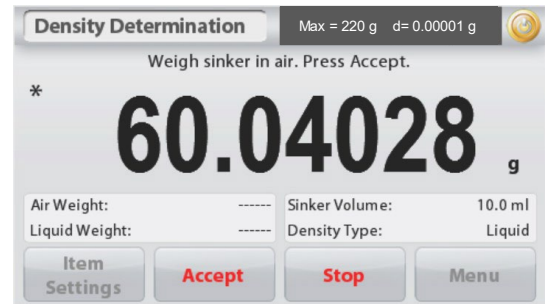 Density Determination Max = 220 g d= 0.00001 g
Weigh sinker in air. Press Accept.
*
60.04028 g
Air Weight: ------ Sinker Volume: 10.0 ml
Liquid Weight: ------ Density Type: Liquid
Item Settings Accept Stop Menu